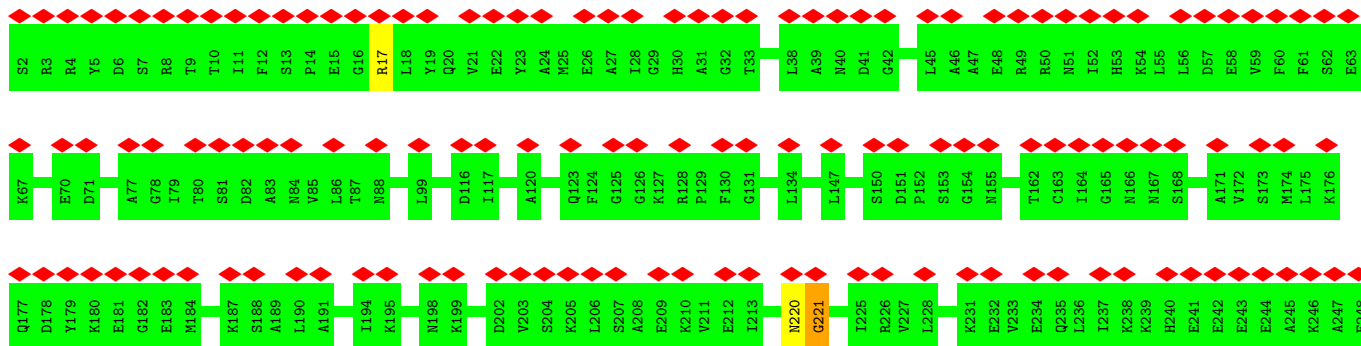 S2 R3 R4 Y5 D6 S7 R8 T9 T10 I11 F12 S13 P14 E15 G16 R17 L18 Y19 Q20 V21 E22 Y23 A24 M25 E26 A27 I28 G29 H30 A31 G32 T33 L38 A39 N40 D41 G42 L45 A46 A47 E48 R49 R50 N51 I52 H53 K54 L55 L56 D57 E58 V59 F60 F61 S62 E63
K67 E70 D71 A77 G78 I79 T80 S81 D82 A83 N84 V85 L86 T87 N88 L99 D116 I117 A120 Q123 F124 G125 G126 K127 R128 P129 F130 G131 L134 L147 S150 D151 P152 S153 G154 N155 T162 C163 I164 G165 N166 N167 S168 A171 V172 S173 M174 L175 K176
Q177 D178 Y179 K180 E181 G182 E183 M184 K187 S188 A189 L190 A191 I194 K195 N198 K199 D202 V203 S204 K205 L206 S207 A208 E209 K210 V211 E212 I213 N220 G221 I225 R226 V227 L228 K231 E232 V233 E234 Q235 L236 I237 K238 K239 H240 E241 E242 E243 E244 A245 K246 A247